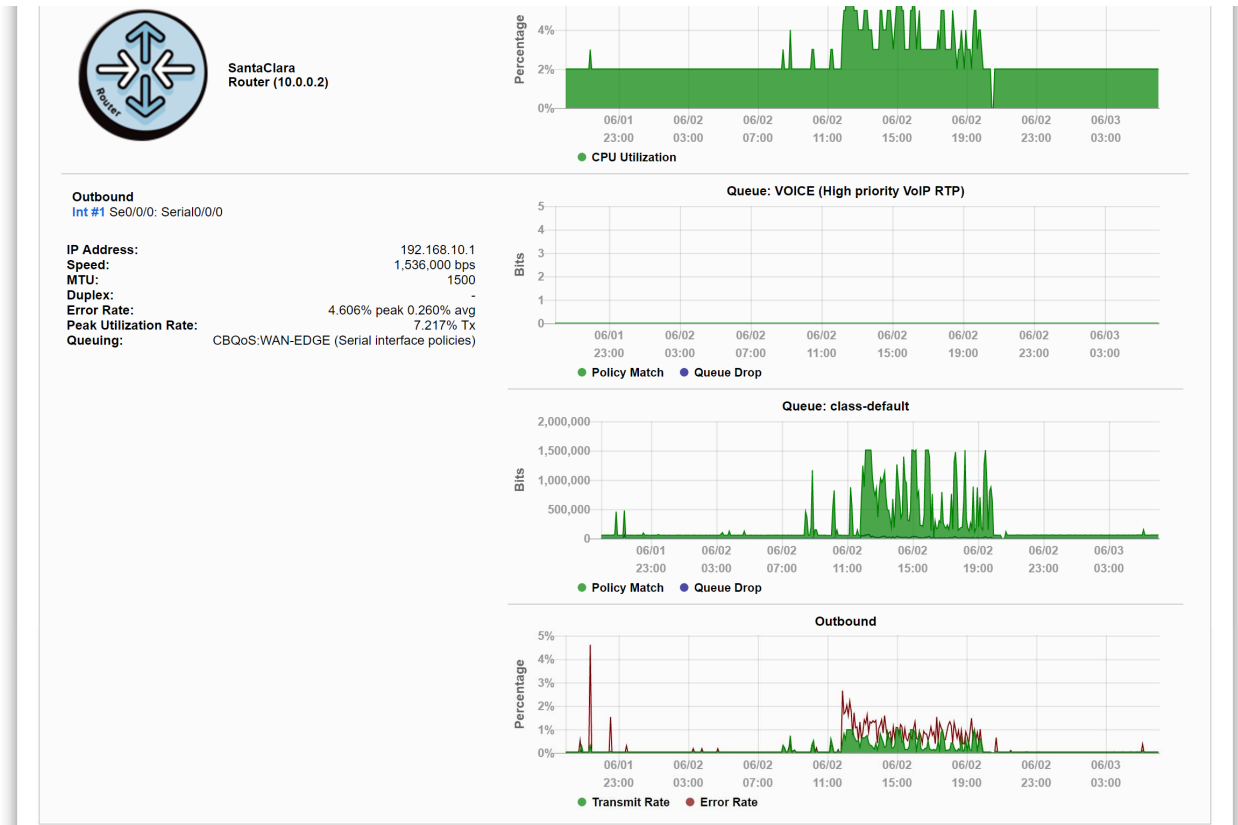 Router
SantaClara
Router (10.0.0.2)
Percentage
4%
2%
0%
06/01 06/02 06/02 06/02 06/02 06/02 06/02 06/03
23:00 03:00 07:00 11:00 15:00 19:00 23:00 03:00
CPU Utilization
Outbound
Int #1 Se0/0/0: Serial0/0/0
IP Address: 192.168.10.1
Speed: 1,536,000 bps
MTU: 1500
Duplex: -
Error Rate: 4.606% peak 0.260% avg
Peak Utilization Rate: 7.217% Tx
Queuing: CBQoS:WAN-EDGE (Serial interface policies)
Queue: VOICE (High priority VoIP RTP)
Bits
5
4
3
2
1
0
06/01 06/02 06/02 06/02 06/02 06/02 06/02 06/03
23:00 03:00 07:00 11:00 15:00 19:00 23:00 03:00
Policy Match Queue Drop
Queue: class-default
Bits
2,000,000
1,500,000
1,000,000
500,000
0
06/01 06/02 06/02 06/02 06/02 06/02 06/02 06/03
23:00 03:00 07:00 11:00 15:00 19:00 23:00 03:00
Policy Match Queue Drop
Outbound
Percentage
5%
4%
3%
2%
1%
0%
06/01 06/02 06/02 06/02 06/02 06/02 06/02 06/03
23:00 03:00 07:00 11:00 15:00 19:00 23:00 03:00
Transmit Rate Error Rate